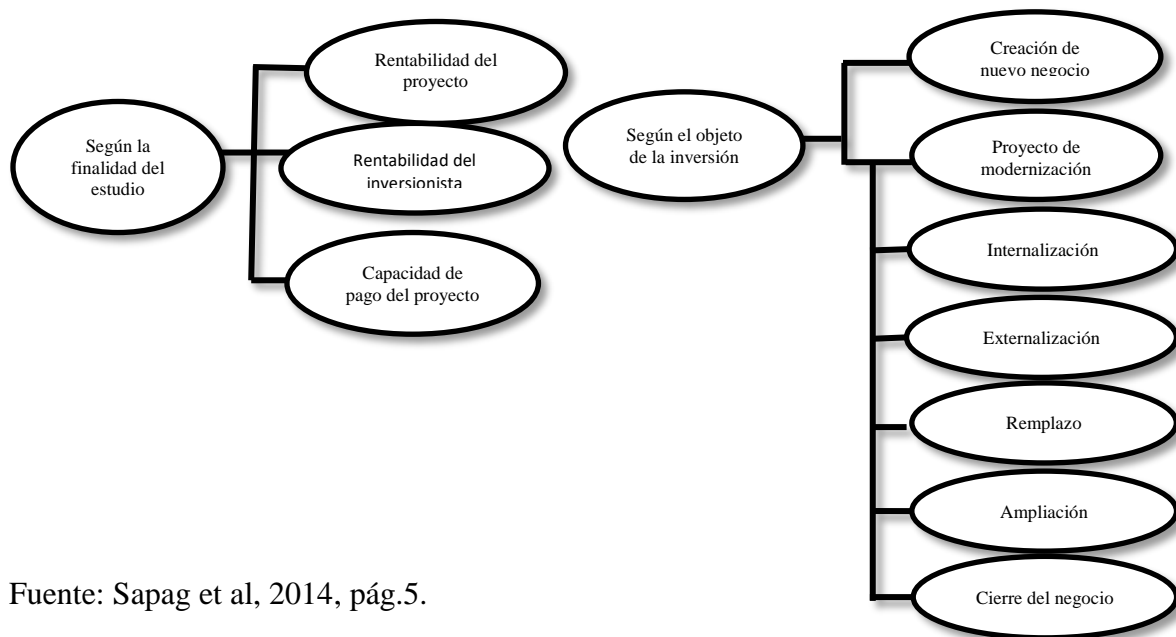 Según la
finalidad del
estudio
Rentabilidad del
proyecto
Rentabilidad del
inversionista
Capacidad de
pago del proyecto
Según el objeto
de la inversión
Creación de
nuevo negocio
Proyecto de
modernización
Internalización
Externalización
Remplazo
Ampliación
Cierre del negocio
Fuente: Sapag et al, 2014, pág.5.